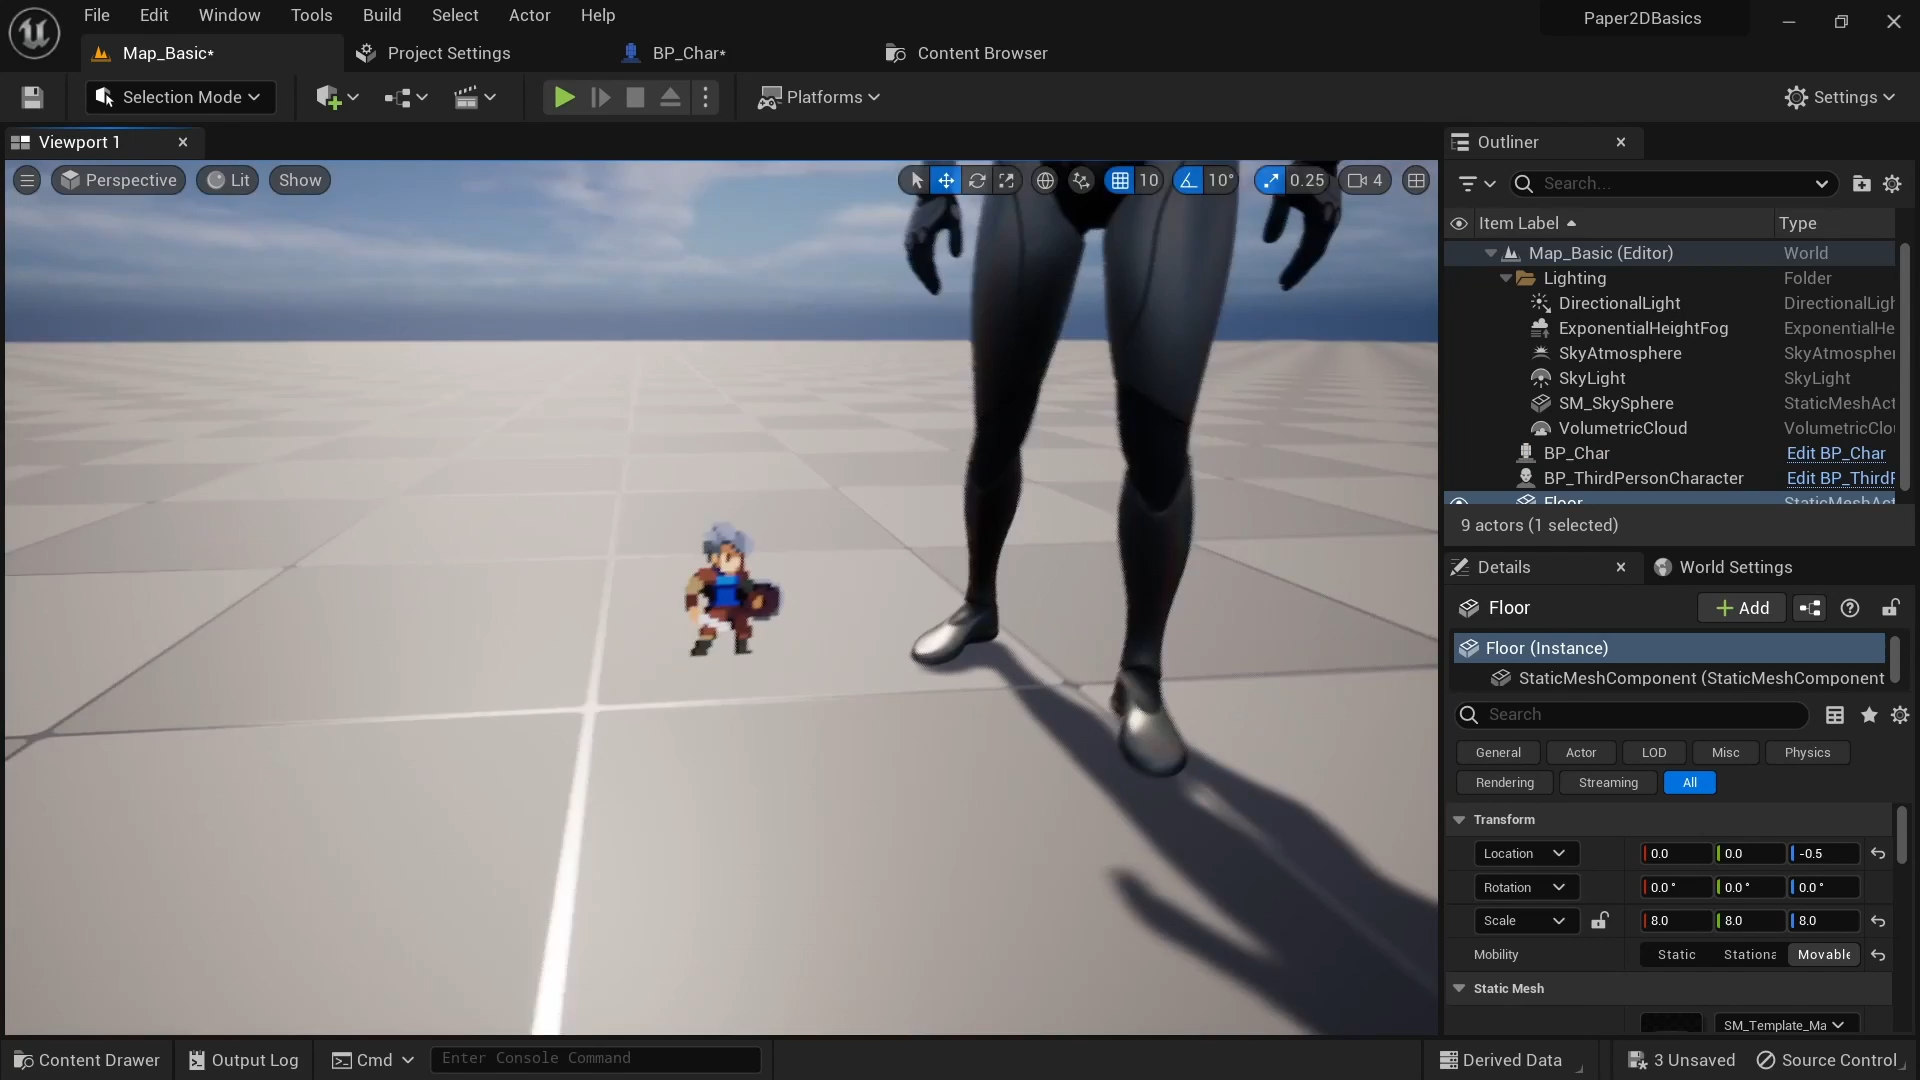 File Edit Window Tools Build Select Actor Help
Paper2DBasics
Map_Basic* Project Settings BP_Char* Content Browser
Selection Mode Platforms Settings
Viewport 1
Perspective Lit Show 10 10° 0.25 4
Outliner
Search...
Item Label Type
Map_Basic (Editor) World
Lighting Folder
DirectionalLight DirectionalLigh
ExponentialHeightFog ExponentialHe
SkyAtmosphere SkyAtmospher
SkyLight SkyLight
SM_SkySphere StaticMeshAct
VolumetricCloud VolumetricClou
BP_Char Edit BP_Char
BP_ThirdPersonCharacter Edit BP_ThirdP
Floor StaticMeshAct
9 actors (1 selected)
Details World Settings
Floor Add
Floor (Instance)
StaticMeshComponent (StaticMeshComponent
Search
General Actor LOD Misc Physics
Rendering Streaming All
Transform
Location 0.0 0.0 -0.5
Rotation 0.0 ° 0.0 ° 0.0 °
Scale 8.0 8.0 8.0
Mobility Static Stationa Movable
Static Mesh
SM_Template_Ma
Content Drawer Output Log Cmd Enter Console Command Derived Data 3 Unsaved Source Control